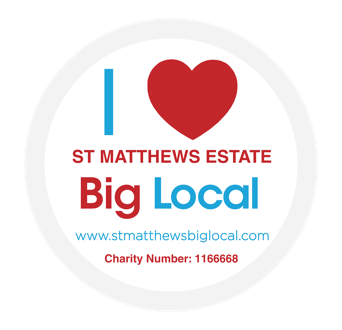 I
ST MATTHEWS ESTATE
Big Local
www.stmatthewsbiglocal.com
Charity Number: 1166668